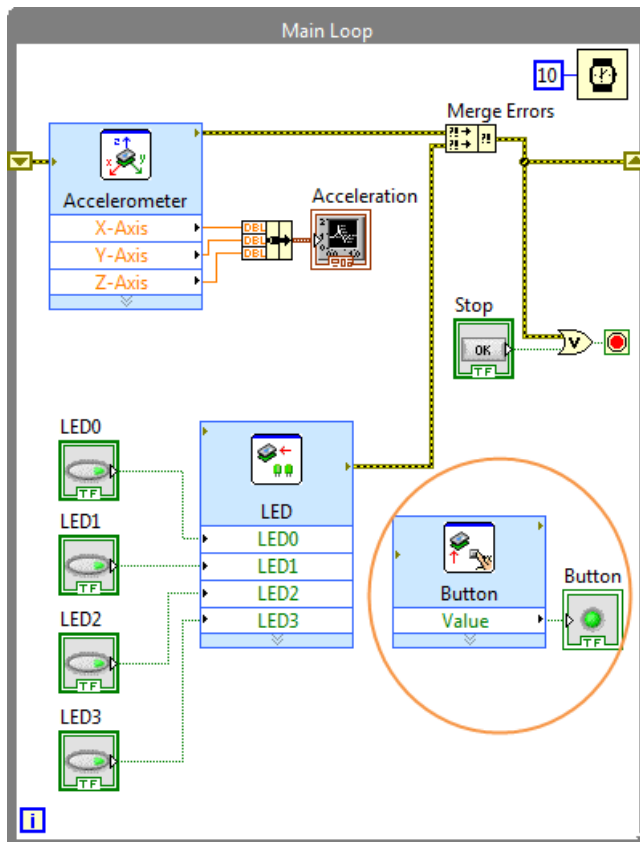 Main Loop
10
Merge Errors
?!
?!
?!
Accelerometer
X-Axis
Y-Axis
Z-Axis
DBL
DBL
DBL
Acceleration
Stop
OK
TF
V
LED0
TF
LED1
TF
LED2
TF
LED3
TF
LED
LED0
LED1
LED2
LED3
Button
Value
Button
TF
i